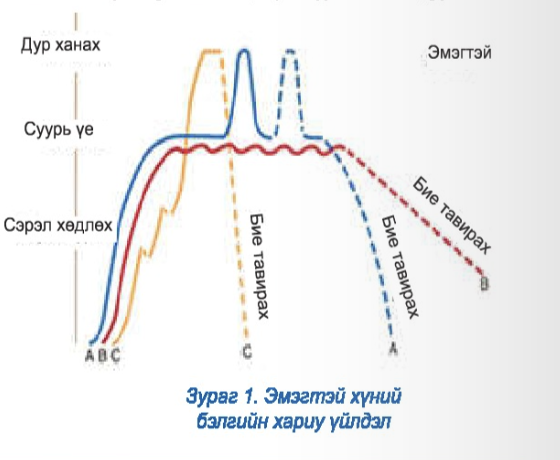 Дур ханах
Эмэгтэй
Суурь үе
Сэрэл хөдлөх
Бие тавирах
Бие тавирах
Бие тавирах
B
A B C
C
A
Зураг 1. Эмэгтэй хүний
бэлгийн хариу үйлдэл